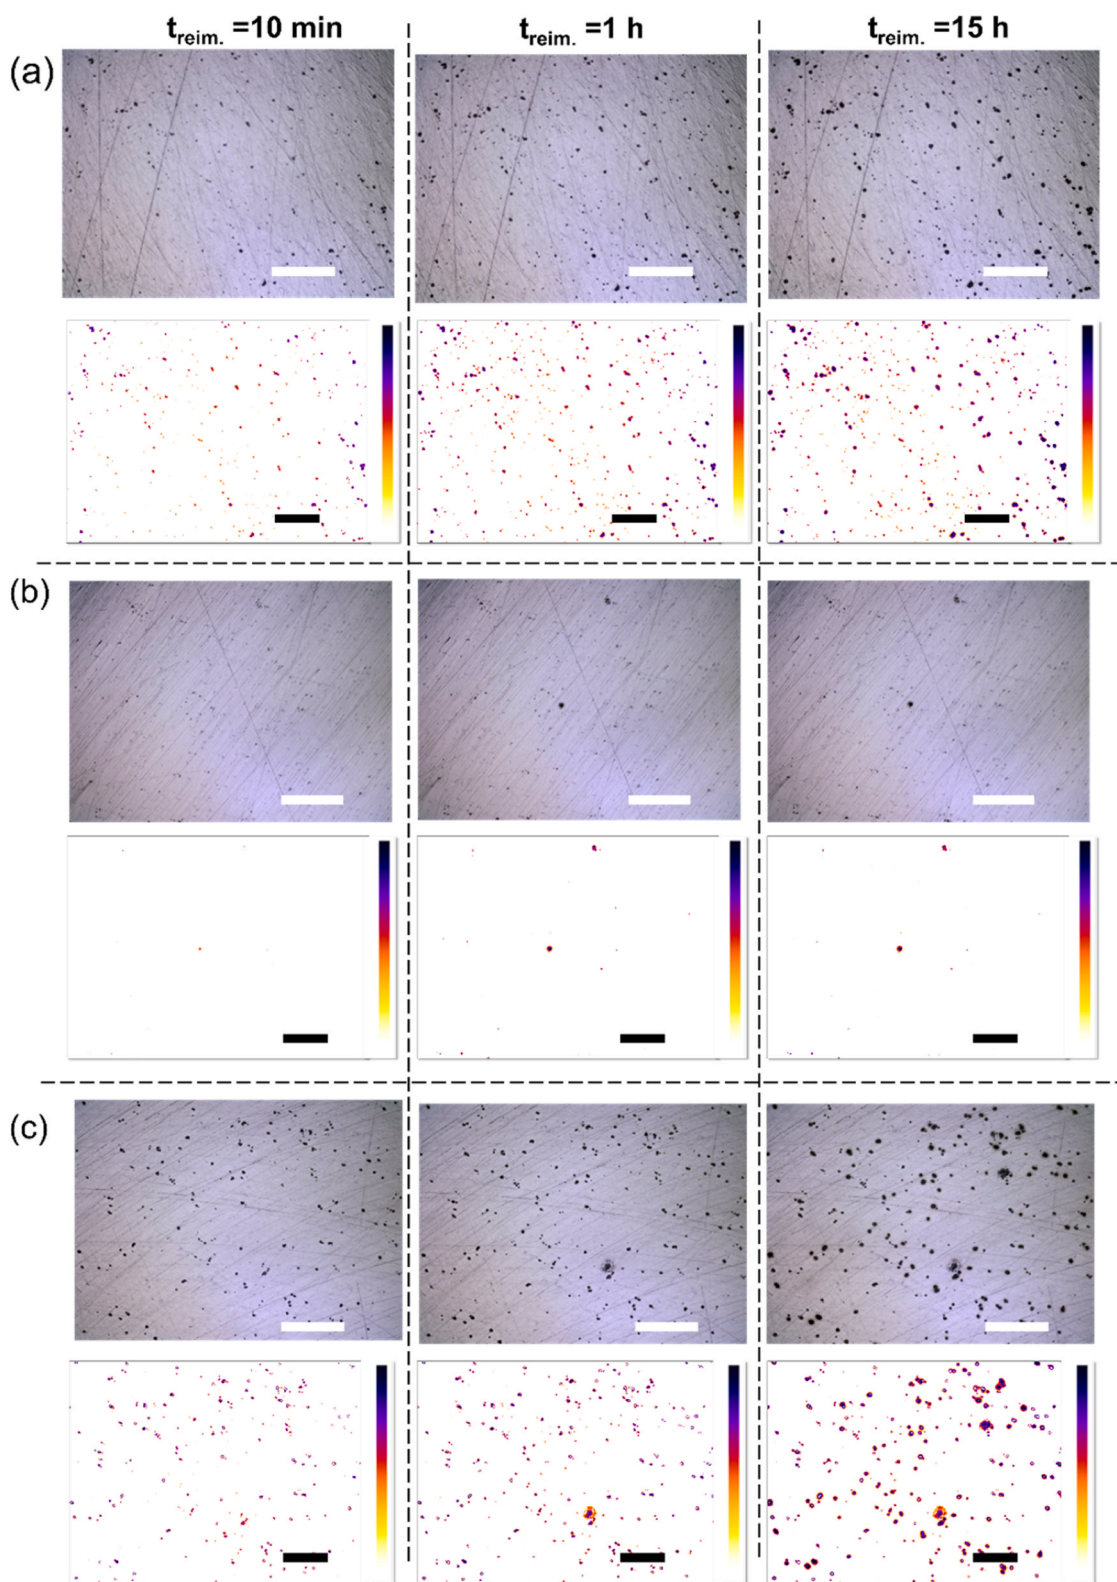 t_reim. =10 min
t_reim. =1 h
t_reim. =15 h
(a)
(b)
(c)